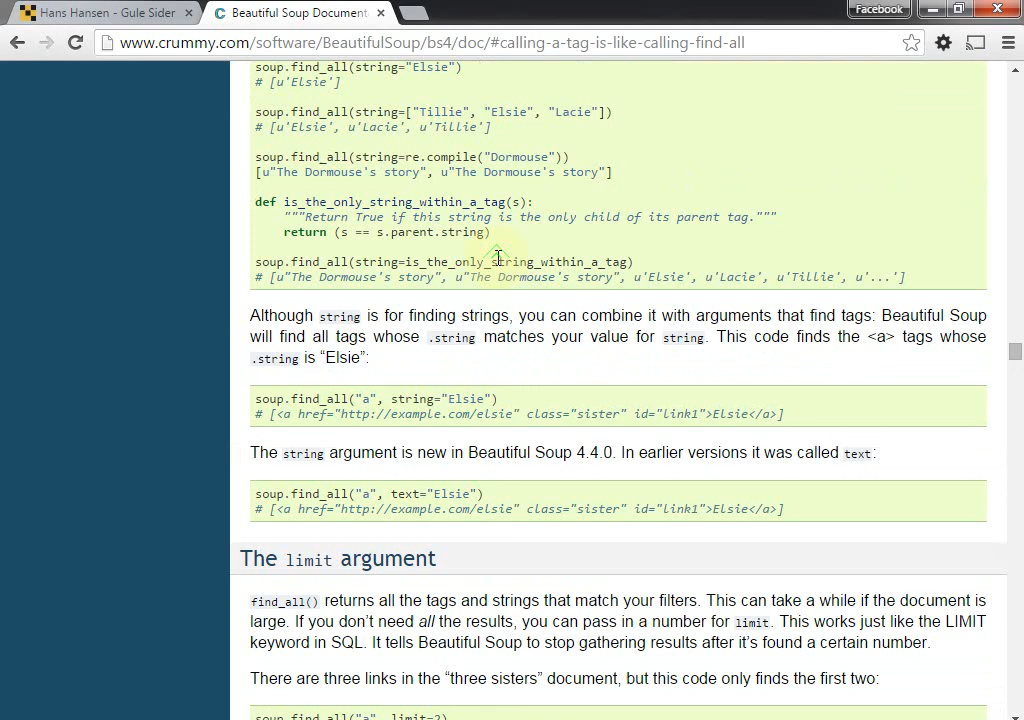 Hans Hansen - Gule Sider
Beautiful Soup Document
Facebook
www.crummy.com/software/BeautifulSoup/bs4/doc/#calling-a-tag-is-like-calling-find-all
soup.find_all(string="Elsie")
# [u'Elsie']
soup.find_all(string=["Tillie", "Elsie", "Lacie"])
# [u'Elsie', u'Lacie', u'Tillie']
soup.find_all(string=re.compile("Dormouse"))
[u"The Dormouse's story", u"The Dormouse's story"]
def is_the_only_string_within_a_tag(s):
"""Return True if this string is the only child of its parent tag."""
return (s == s.parent.string)
soup.find_all(string=is_the_only_string_within_a_tag)
# [u"The Dormouse's story", u"The Dormouse's story", u'Elsie', u'Lacie', u'Tillie', u'...']
Although string is for finding strings, you can combine it with arguments that find tags: Beautiful Soup
will find all tags whose .string matches your value for string. This code finds the <a> tags whose
.string is “Elsie”:
soup.find_all("a", string="Elsie")
# [<a href="http://example.com/elsie" class="sister" id="link1">Elsie</a>]
The string argument is new in Beautiful Soup 4.4.0. In earlier versions it was called text:
soup.find_all("a", text="Elsie")
# [<a href="http://example.com/elsie" class="sister" id="link1">Elsie</a>]
The limit argument
find_all() returns all the tags and strings that match your filters. This can take a while if the document is
large. If you don’t need all the results, you can pass in a number for limit. This works just like the LIMIT
keyword in SQL. It tells Beautiful Soup to stop gathering results after it’s found a certain number.
There are three links in the “three sisters” document, but this code only finds the first two:
soup.find_all("a", limit=2)